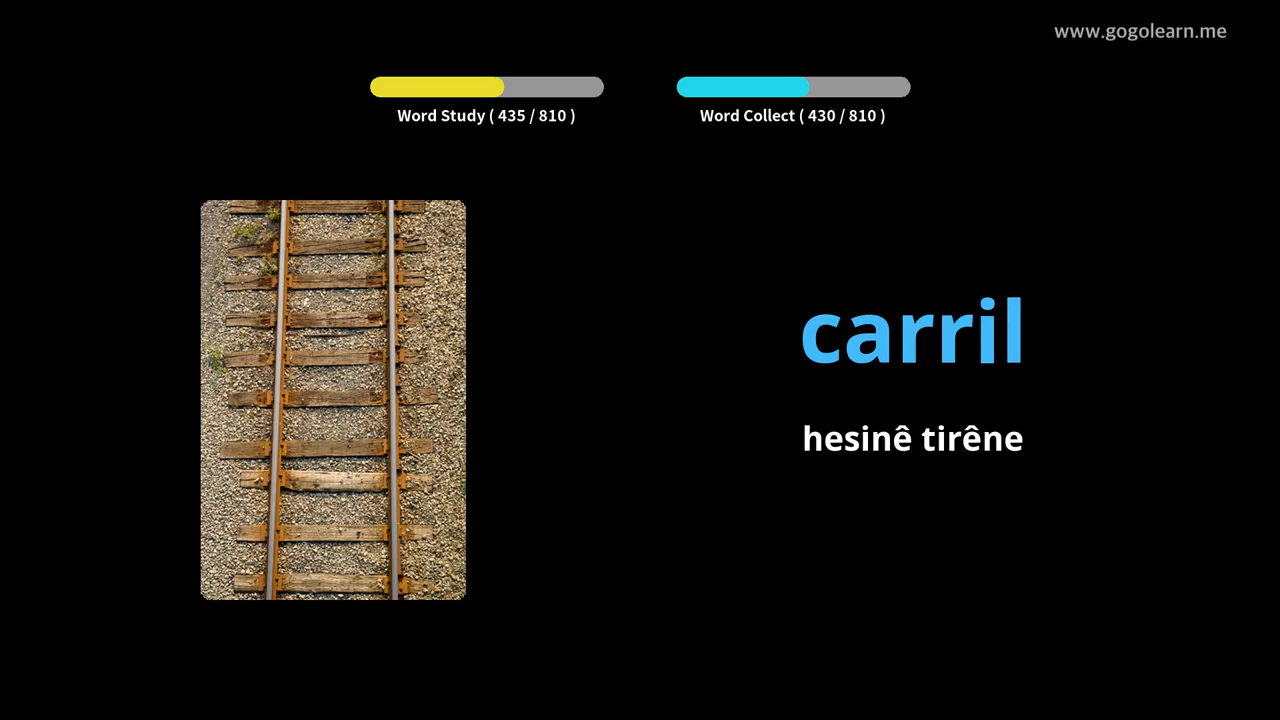 www.gogolearn.me
Word Study ( 435 / 810 )
Word Collect ( 430 / 810 )
carril
hesinê tirêne